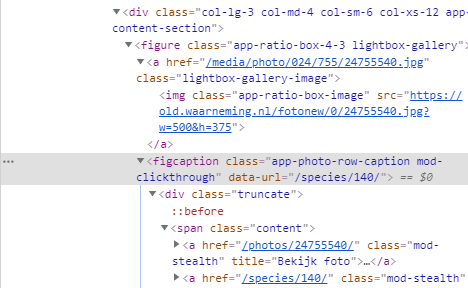 ▼<div class="col-lg-3 col-md-4 col-sm-6 col-xs-12 app-
content-section">
▼<figure class="app-ratio-box-4-3 lightbox-gallery">
▼<a href="/media/photo/024/755/24755540.jpg"
class="lightbox-gallery-image">
<img class="app-ratio-box-image" src="https://
old.waarneming.nl/fotonew/0/24755540.jpg?
w=500&h=375">
</a>
… ▼<figcaption class="app-photo-row-caption mod-
clickthrough" data-url="/species/140/"> == $0
▼<div class="truncate">
::before
▼<span class="content">
▶<a href="/photos/24755540/" class="mod-
stealth" title="Bekijk foto">…</a>
▶<a href="/species/140/" class="mod-stealth"